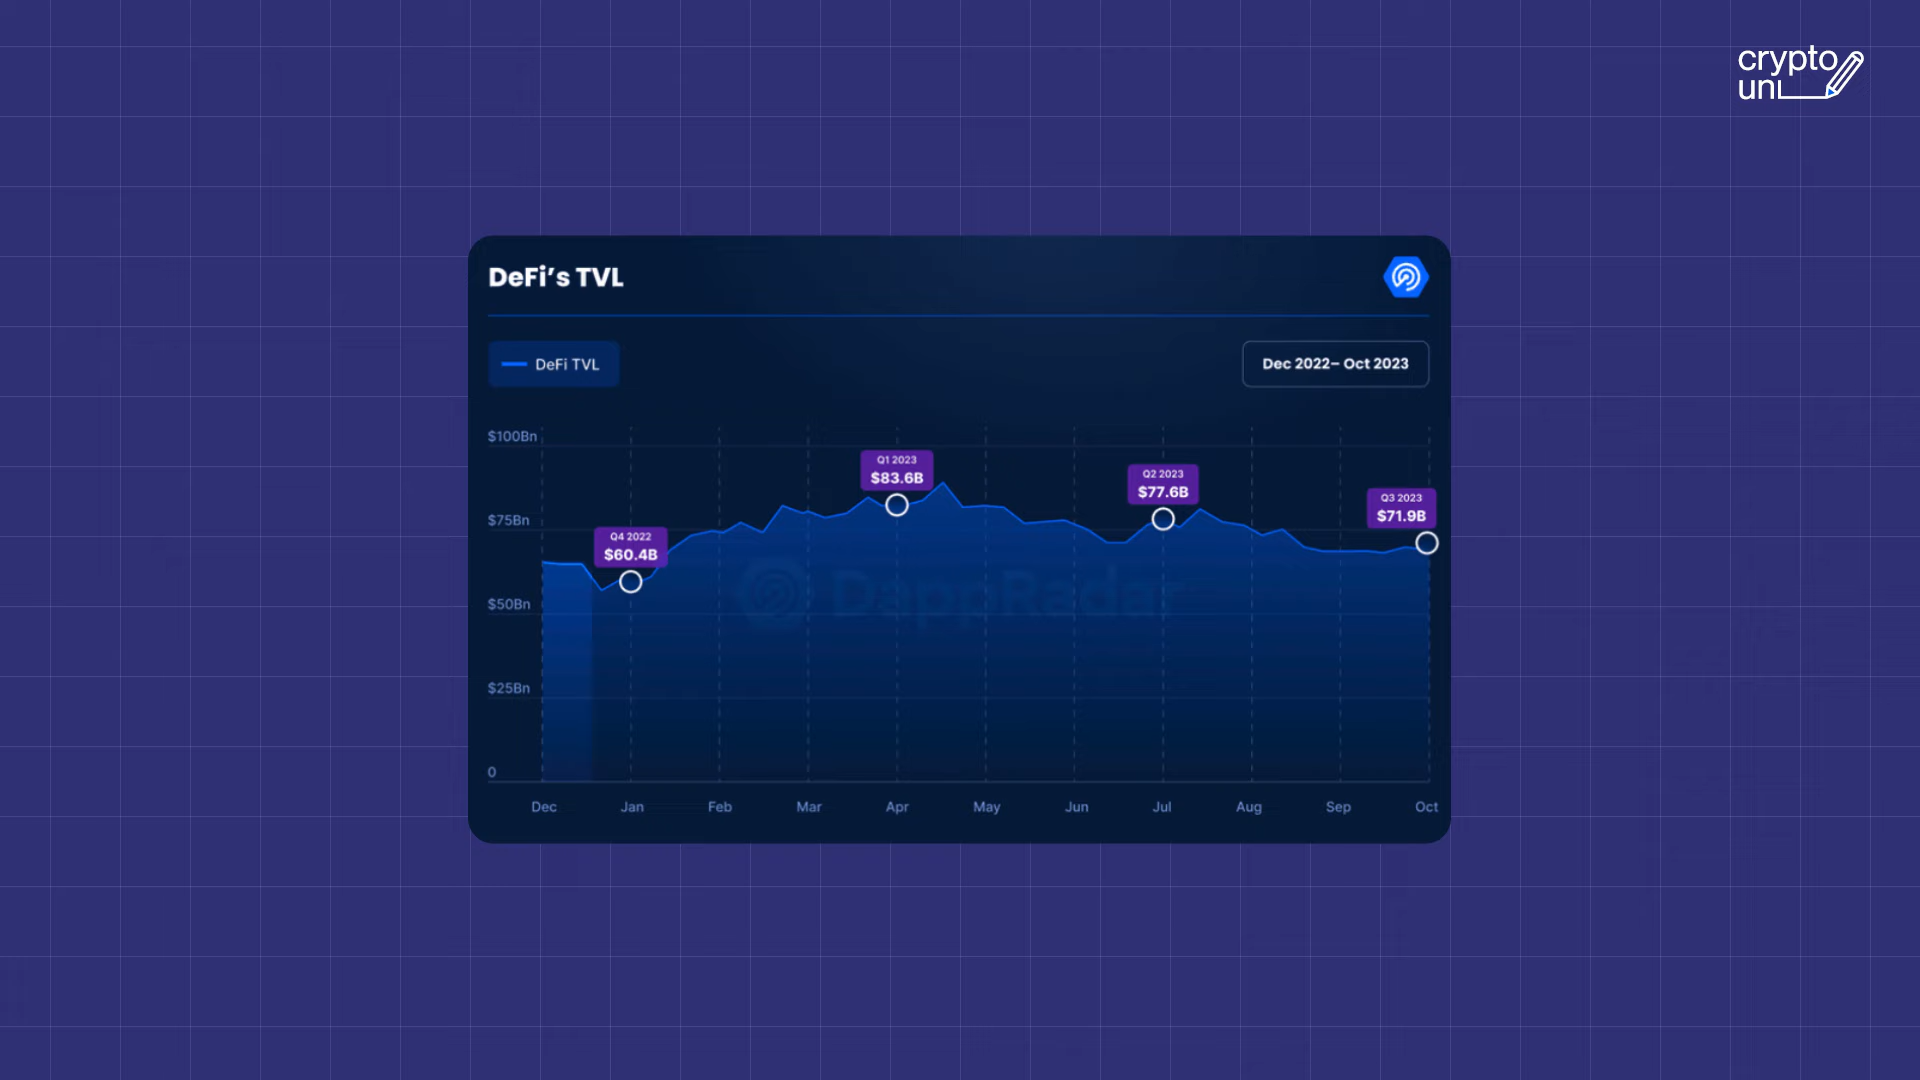 crypto
uni
DeFi's TVL
DeFi TVL
Dec 2022– Oct 2023
$100Bn
$75Bn
$50Bn
$25Bn
0
Q4 2022
$60.4B
Q1 2023
$83.6B
Q2 2023
$77.6B
Q3 2023
$71.9B
DappRadar
Dec Jan Feb Mar Apr May Jun Jul Aug Sep Oct